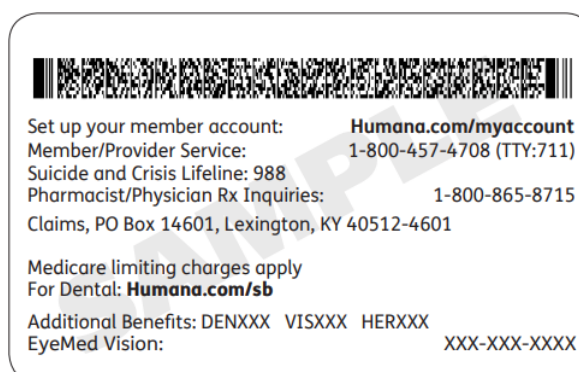 Set up your member account: Humana.com/myaccount
Member/Provider Service: 1-800-457-4708 (TTY:711)
Suicide and Crisis Lifeline: 988
Pharmacist/Physician Rx Inquiries: 1-800-865-8715
Claims, PO Box 14601, Lexington, KY 40512-4601
Medicare limiting charges apply
For Dental: Humana.com/sb
Additional Benefits: DENXXX VISXXX HERXXX
EyeMed Vision: XXX-XXX-XXXX
SAMPLE